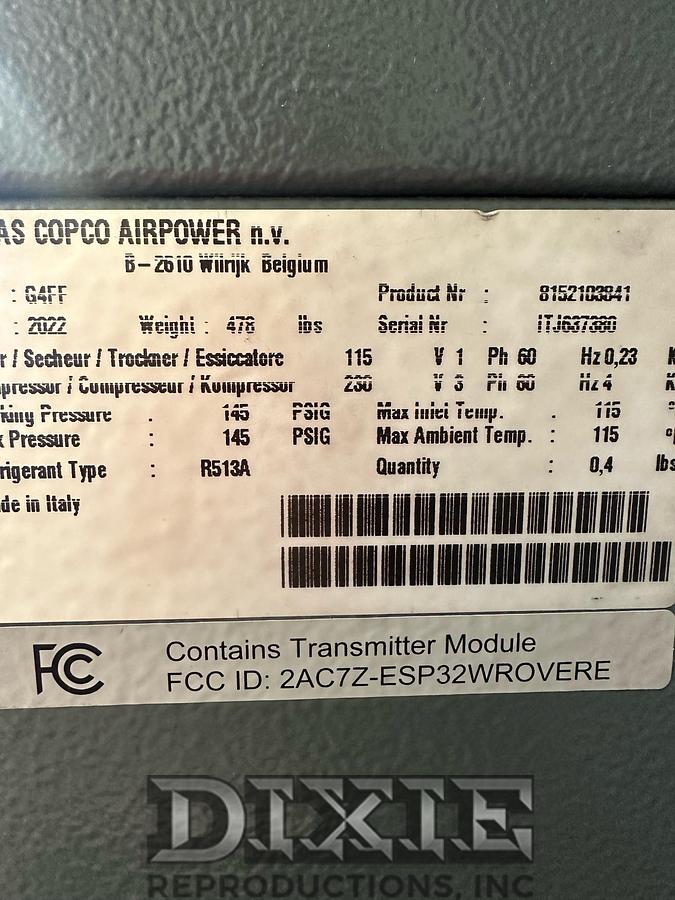 AS COPCO AIRPOWER n.v.
B-2610 Wilrijk Belgium
: G4FF Product Nr : 8152103841
: 2022 Weight : 478 lbs Serial Nr : ITJ637380
r / Secheur / Trockner / Essiccatore 115 V 1 Ph 60 Hz 0,23 K
pressor / Compresseur / Kompressor 230 V 3 Ph 60 Hz 4 K
king Pressure : 145 PSIG Max Inlet Temp. : 115 °
x Pressure : 145 PSIG Max Ambient Temp. : 115 °F
rigerant Type : R513A Quantity : 0,4 lbs
de in Italy
FC Contains Transmitter Module
FCC ID: 2AC7Z-ESP32WROVERE
DIXIE
REPRODUCTIONS, INC